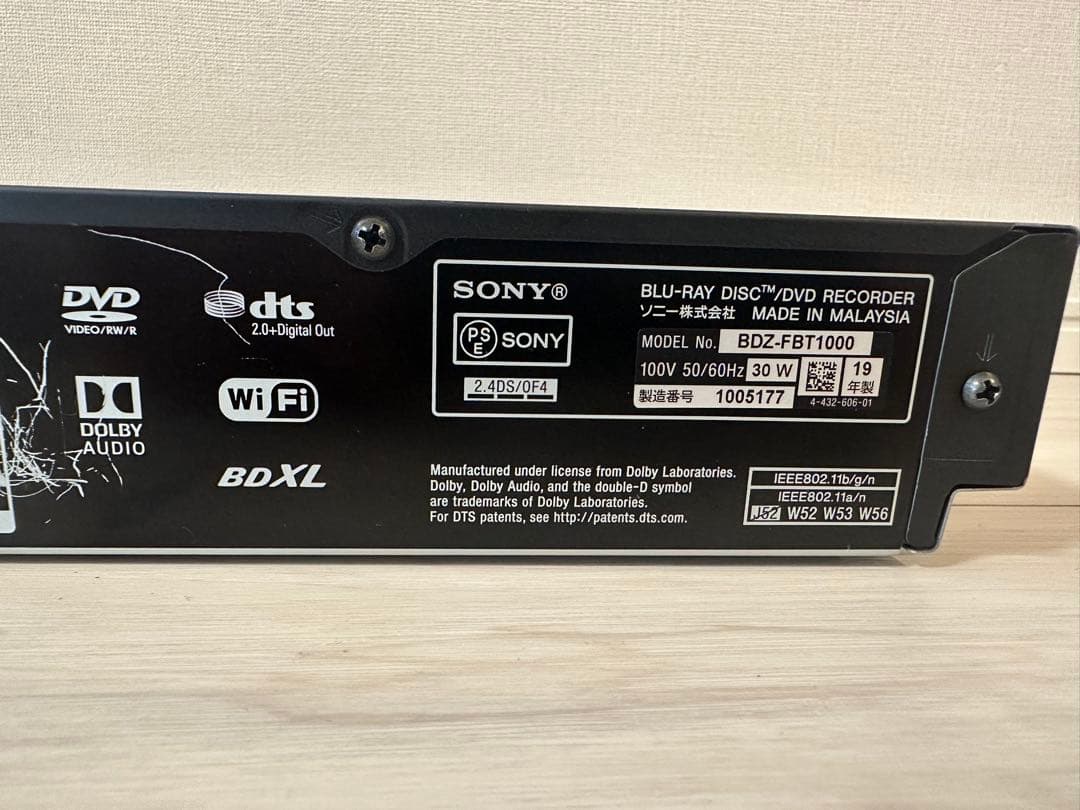 DVD
VIDEO/RW/R
dts
2.0+Digital Out
DOLBY
AUDIO
Wi Fi
BDXL
SONY®
PSE SONY
2.4DS/OF4
BLU-RAY DISC™/DVD RECORDER
ソニー株式会社 MADE IN MALAYSIA
MODEL No. BDZ-FBT1000
100V 50/60Hz 30 W
19
年製
製造番号 1005177
4-432-606-01
Manufactured under license from Dolby Laboratories.
Dolby, Dolby Audio, and the double-D symbol
are trademarks of Dolby Laboratories.
For DTS patents, see http://patents.dts.com.
IEEE802.11b/g/n
IEEE802.11a/n
J52 W52 W53 W56